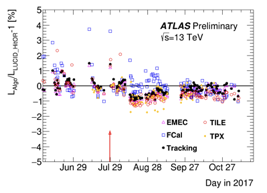 L_Algo/L_LUCID_HitOR-1 [%]
5
4
3
2
1
0
−1
−2
−3
−4
−5
ATLAS Preliminary
√s=13 TeV
EMEC TILE
FCal TPX
Tracking
Jun 29 Jul 29 Aug 28 Sep 27 Oct 27
Day in 2017